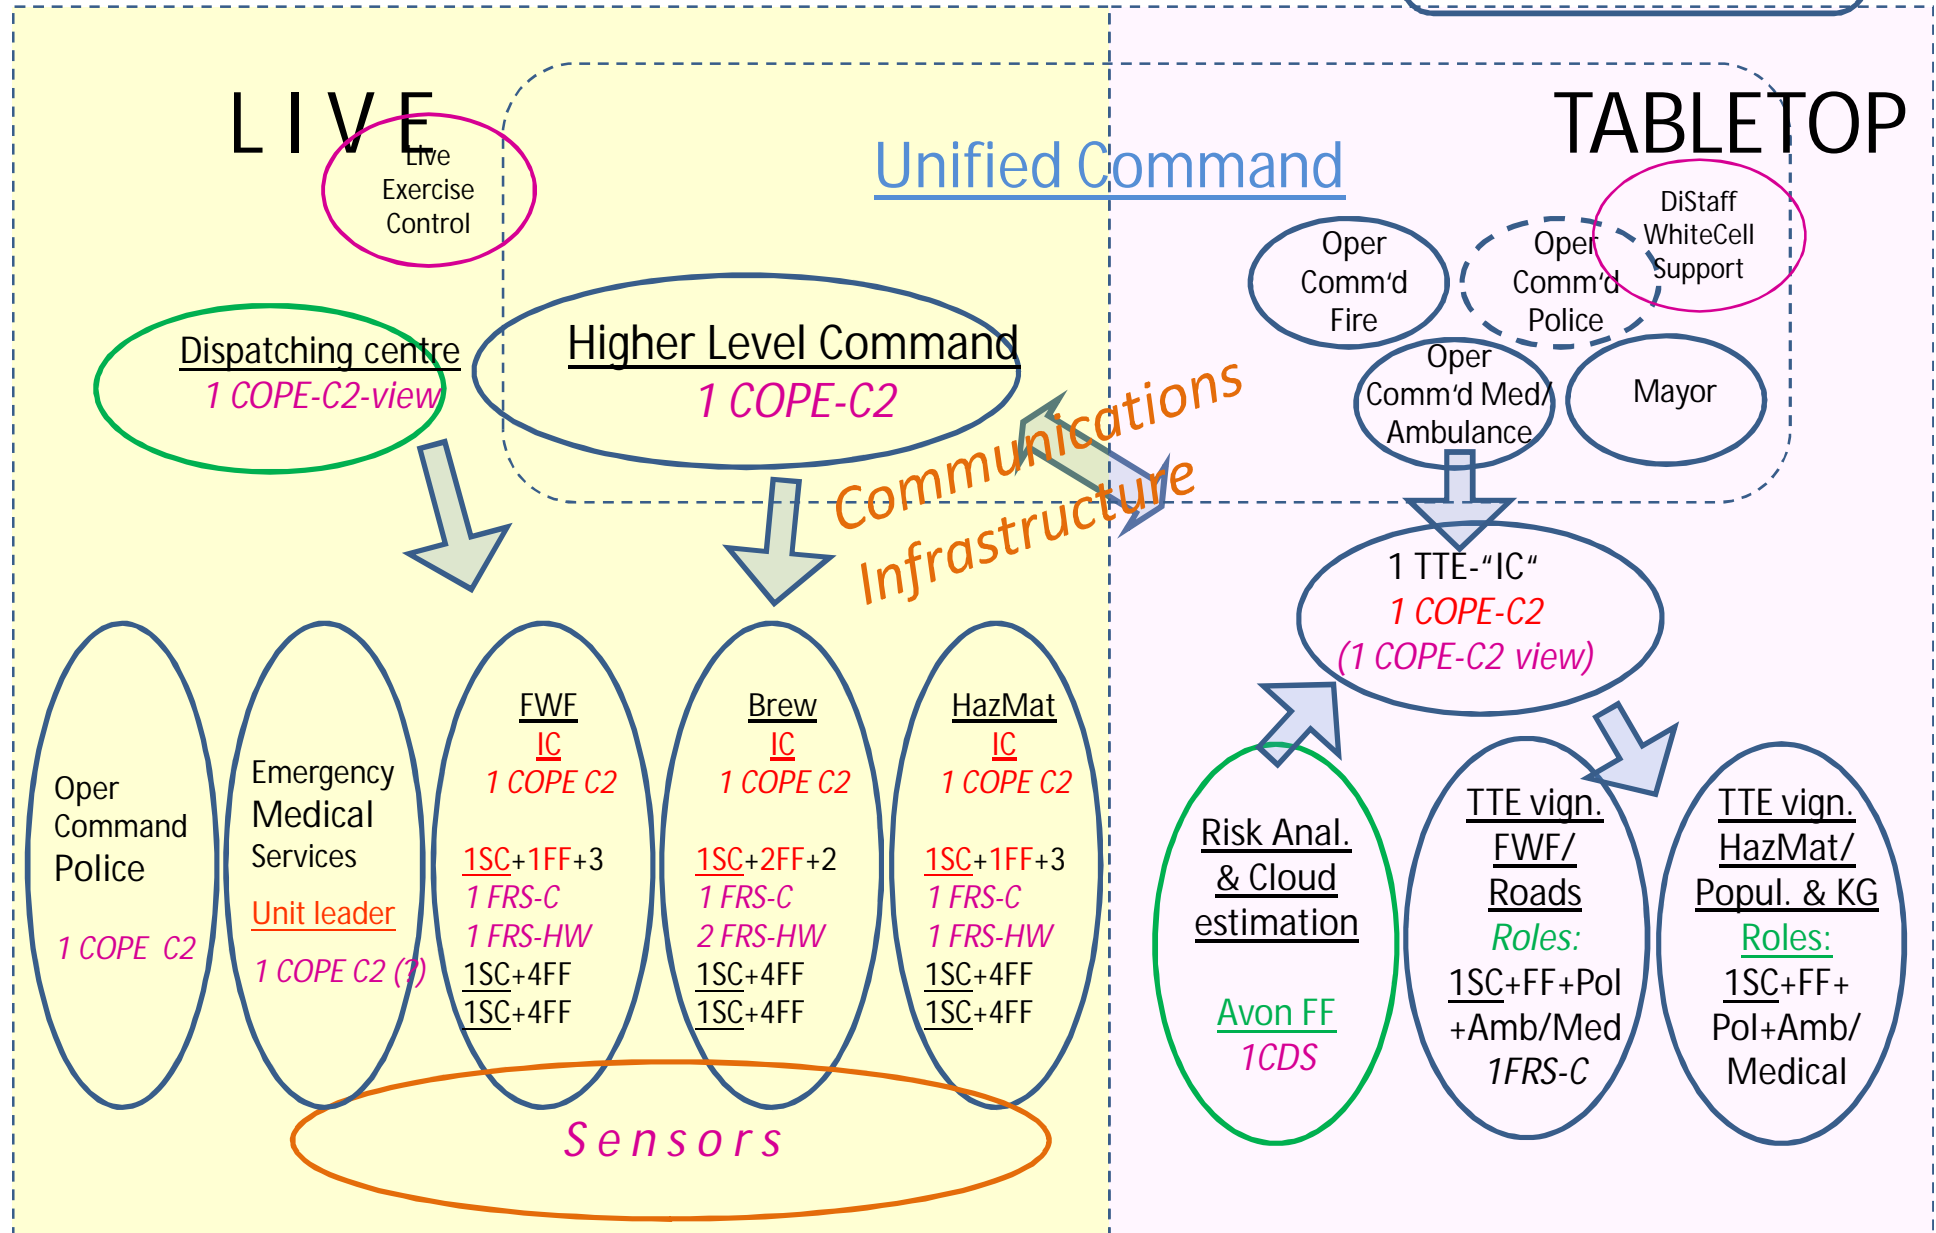 L I V E
TABLETOP
Unified Command
Live
Exercise
Control
DiStaff
WhiteCell
Support
Oper
Comm'd
Fire
Oper
Comm'd
Police
Oper
Comm'd Med/
Ambulance
Mayor
Dispatching centre
1 COPE-C2-view
Higher Level Command
1 COPE-C2
Communications
Infrastructure
1 TTE-“IC“
1 COPE-C2
(1 COPE-C2 view)
Oper
Command
Police
1 COPE C2
Emergency
Medical
Services
Unit leader
1 COPE C2 (?)
FWF
IC
1 COPE C2
1SC+1FF+3
1 FRS-C
1 FRS-HW
1SC+4FF
1SC+4FF
Brew
IC
1 COPE C2
1SC+2FF+2
1 FRS-C
2 FRS-HW
1SC+4FF
1SC+4FF
HazMat
IC
1 COPE C2
1SC+1FF+3
1 FRS-C
1 FRS-HW
1SC+4FF
1SC+4FF
Sensors
Risk Anal.
& Cloud
estimation
Avon FF
1CDS
TTE vign.
FWF/
Roads
Roles:
1SC+FF+Pol
+Amb/Med
1FRS-C
TTE vign.
HazMat/
Popul. & KG
Roles:
1SC+FF+
Pol+Amb/
Medical